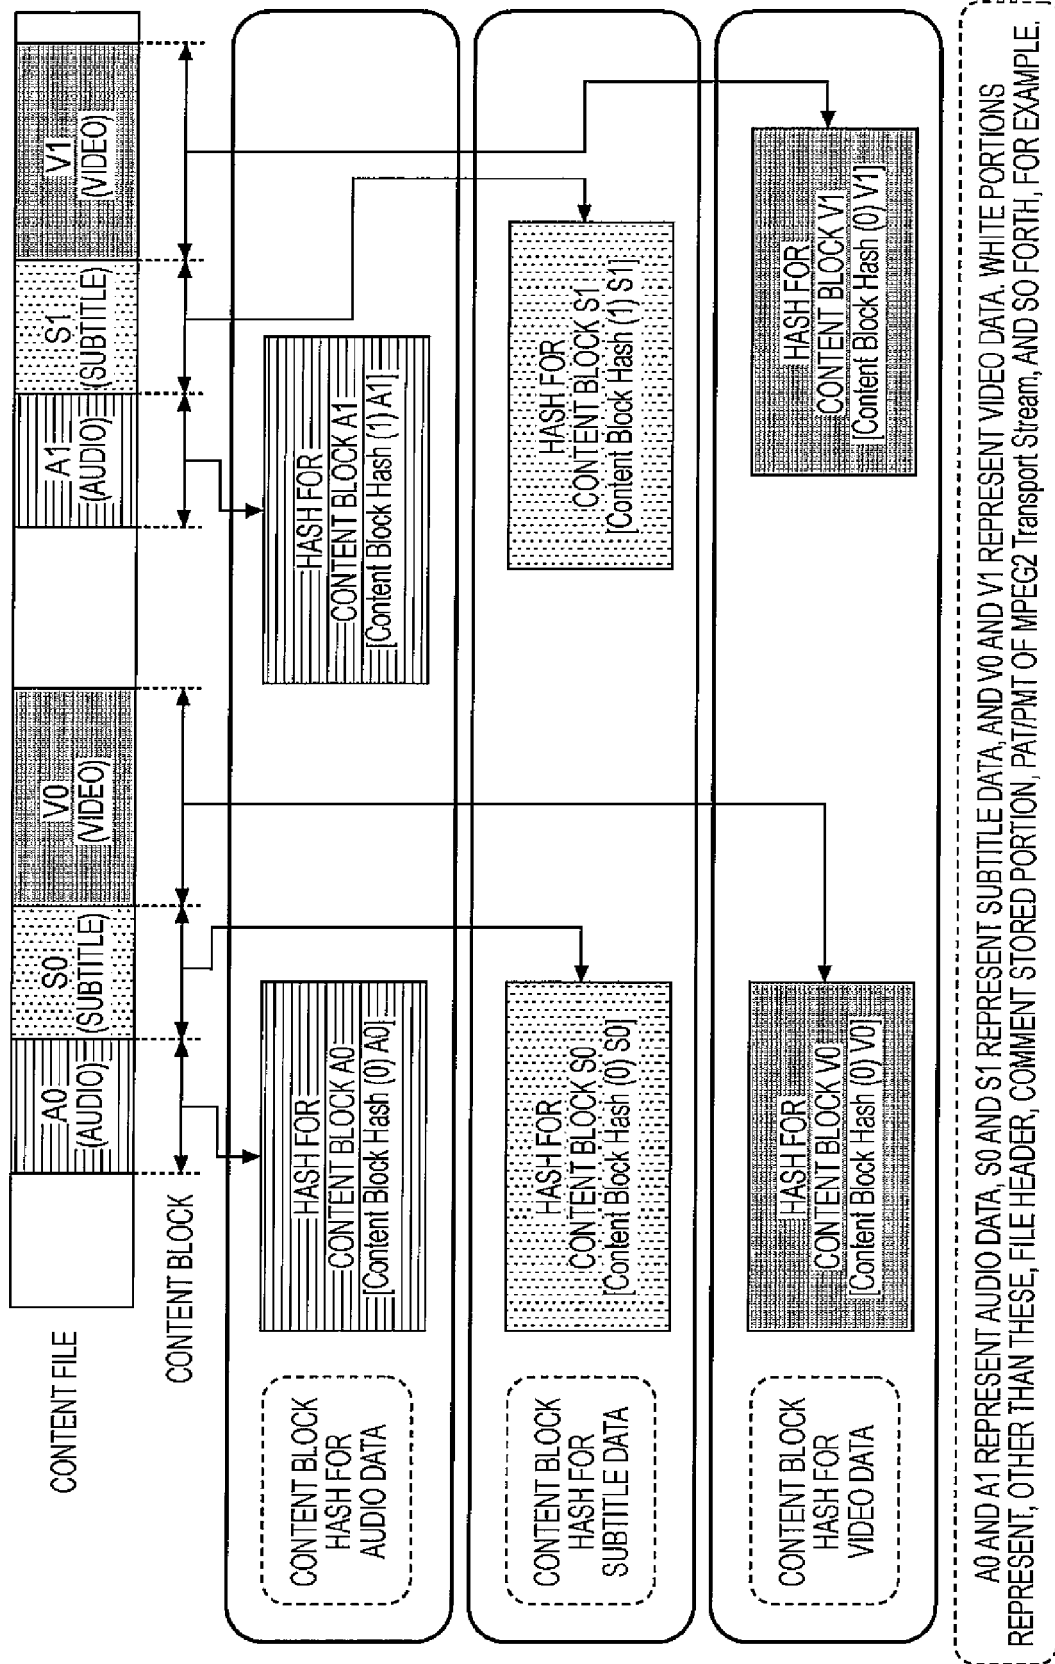 CONTENT FILE
A0
(AUDIO)
S0
(SUBTITLE)
V0
(VIDEO)
A1
(AUDIO)
S1
(SUBTITLE)
V1
(VIDEO)
CONTENT BLOCK
CONTENT BLOCK
HASH FOR
AUDIO DATA
HASH FOR
CONTENT BLOCK A0
[Content Block Hash (0) A0]
HASH FOR
CONTENT BLOCK A1
[Content Block Hash (1) A1]
CONTENT BLOCK
HASH FOR
SUBTITLE DATA
HASH FOR
CONTENT BLOCK S0
[Content Block Hash (0) S0]
HASH FOR
CONTENT BLOCK S1
[Content Block Hash (1) S1]
CONTENT BLOCK
HASH FOR
VIDEO DATA
HASH FOR
CONTENT BLOCK V0
[Content Block Hash (0) V0]
HASH FOR
CONTENT BLOCK V1
[Content Block Hash (0) V1]
A0 AND A1 REPRESENT AUDIO DATA, S0 AND S1 REPRESENT SUBTITLE DATA, AND V0 AND V1 REPRESENT VIDEO DATA. WHITE PORTIONS
REPRESENT, OTHER THAN THESE, FILE HEADER, COMMENT STORED PORTION, PAT/PMT OF MPEG2 Transport Stream, AND SO FORTH, FOR EXAMPLE.